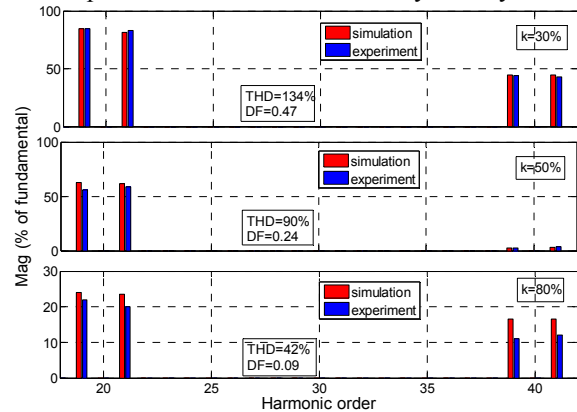 100
simulation
experiment
k=30%
50
THD=134%
DF=0.47
0
100
simulation
experiment
k=50%
50
THD=90%
DF=0.24
0
Mag (% of fundamental)
30
simulation
experiment
k=80%
20
10
THD=42%
DF=0.09
0
20 25 30 35 40
Harmonic order